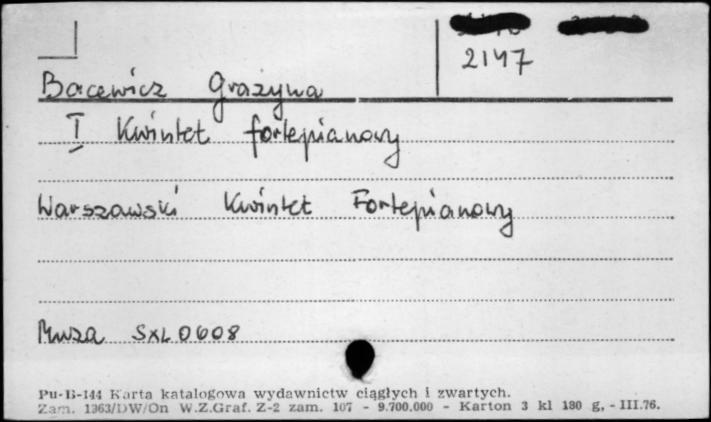 2147
Bacewicz Grażyna
I Kwintet fortepianowy
Warszawski Kwintet Fortepianowy
Muza SXL 0608
Pu-B-144 Karta katalogowa wydawnictw ciągłych i zwartych.
Zam. 1363/DW/On W.Z.Graf. Z-2 zam. 107 - 9.700.000 - Karton 3 kl 180 g. - III.76.